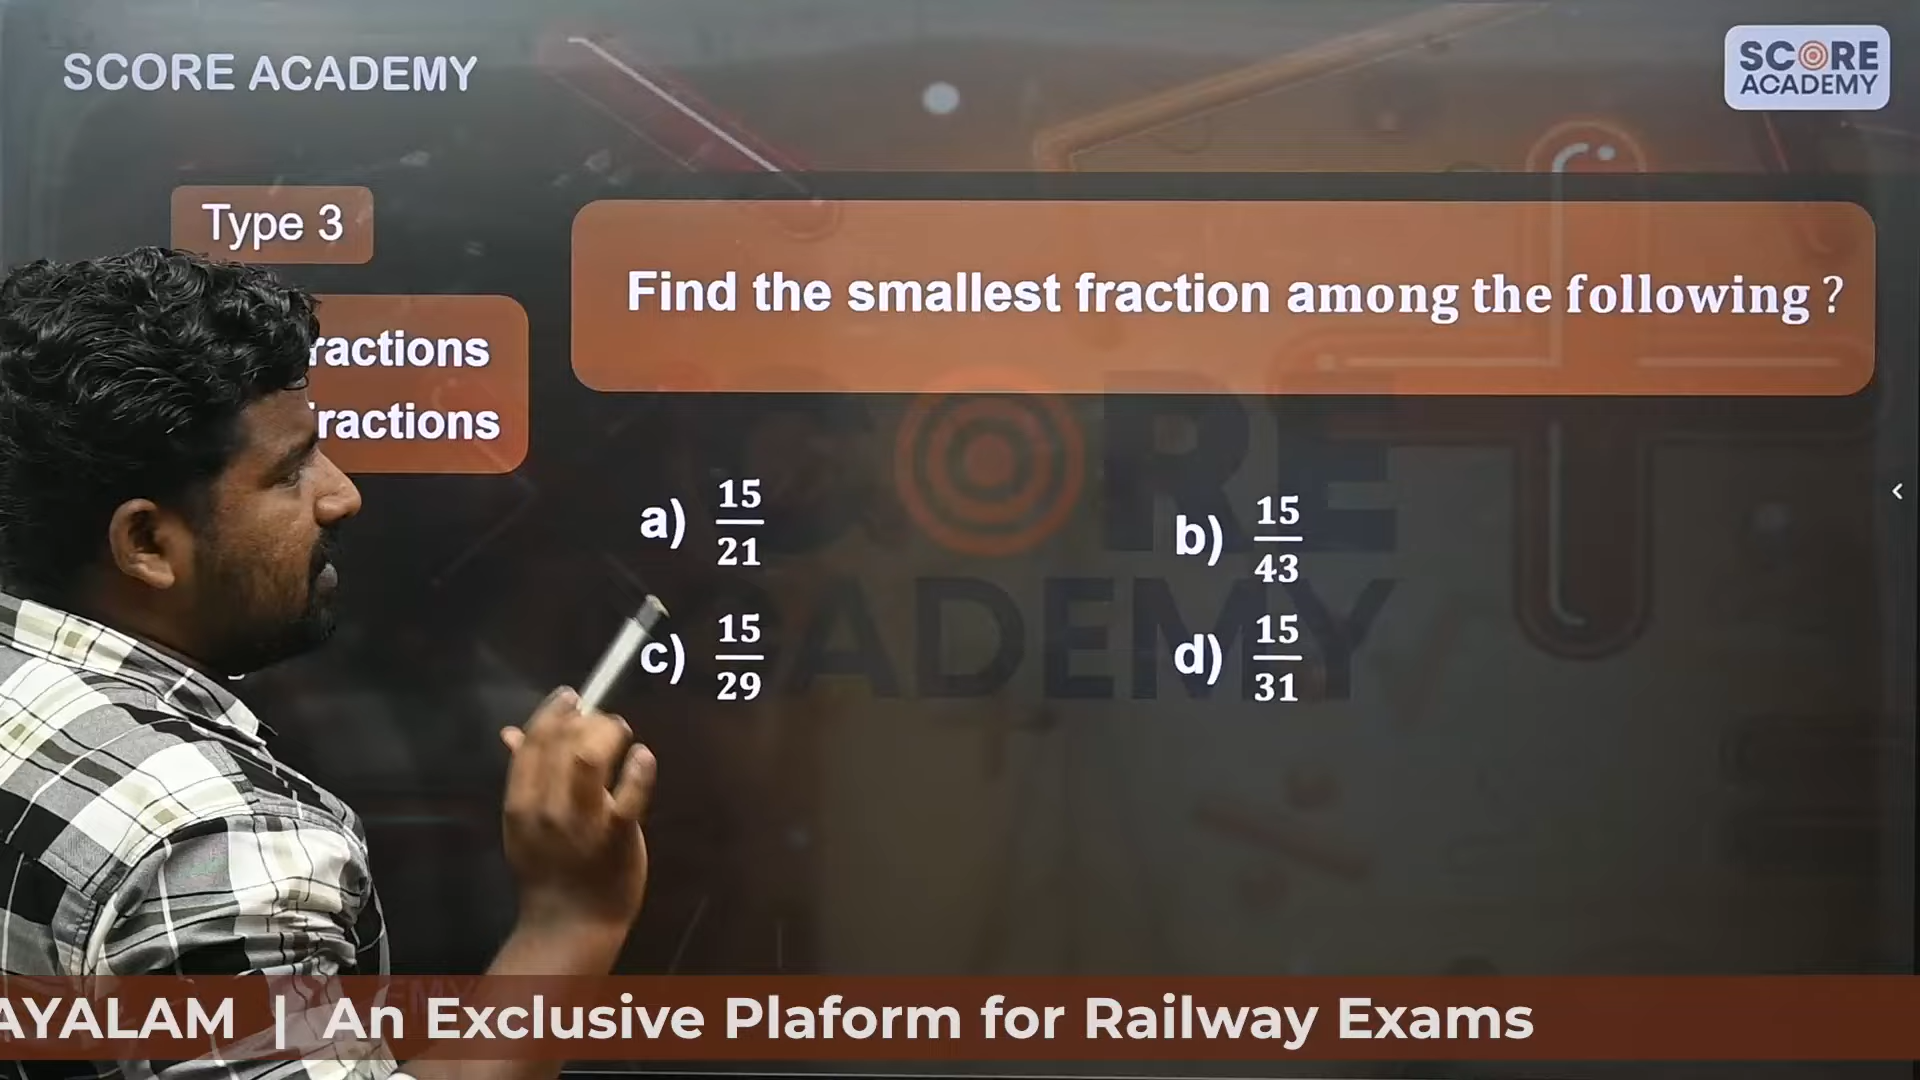 SCORE ACADEMY
SCORE
ACADEMY
Type 3
Find the smallest fraction among the following ?
ractions
ractions
a) 15/21
b) 15/43
c) 15/29
d) 15/31
AYALAM | An Exclusive Plaform for Railway Exams